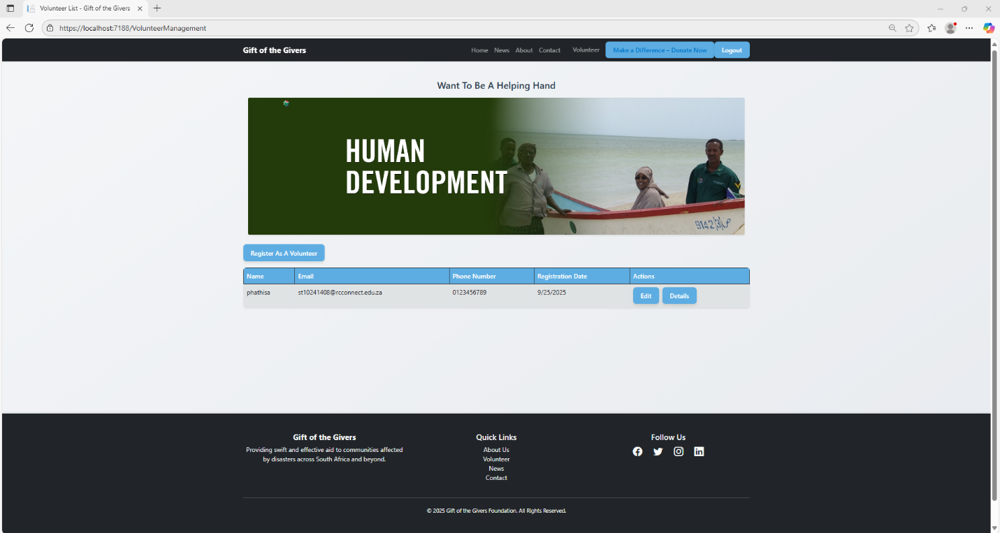 Volunteer List - Gift of the Givers
https://localhost:7188/VolunteerManagement
Gift of the Givers
Home News About Contact Volunteer Make a Difference – Donate Now Logout
Want To Be A Helping Hand
HUMAN
DEVELOPMENT
Register As A Volunteer
Name Email Phone Number Registration Date Actions
phathisa st10241408@rcconnect.edu.za 0123456789 9/25/2025 Edit Details
Gift of the Givers Quick Links Follow Us
Providing swift and effective aid to communities affected About Us
by disasters across South Africa and beyond. Volunteer
News
Contact
© 2025 Gift of the Givers Foundation. All Rights Reserved.